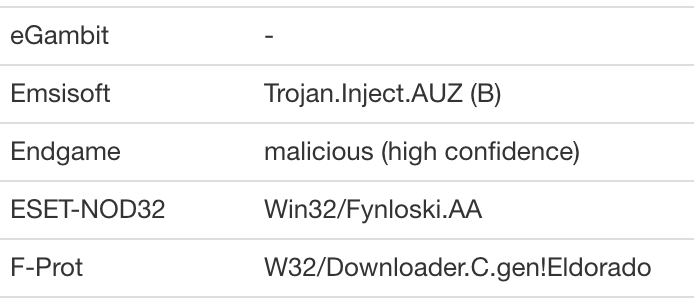 eGambit -
Emsisoft Trojan.Inject.AUZ (B)
Endgame malicious (high confidence)
ESET-NOD32 Win32/Fynloski.AA
F-Prot W32/Downloader.C.gen!Eldorado